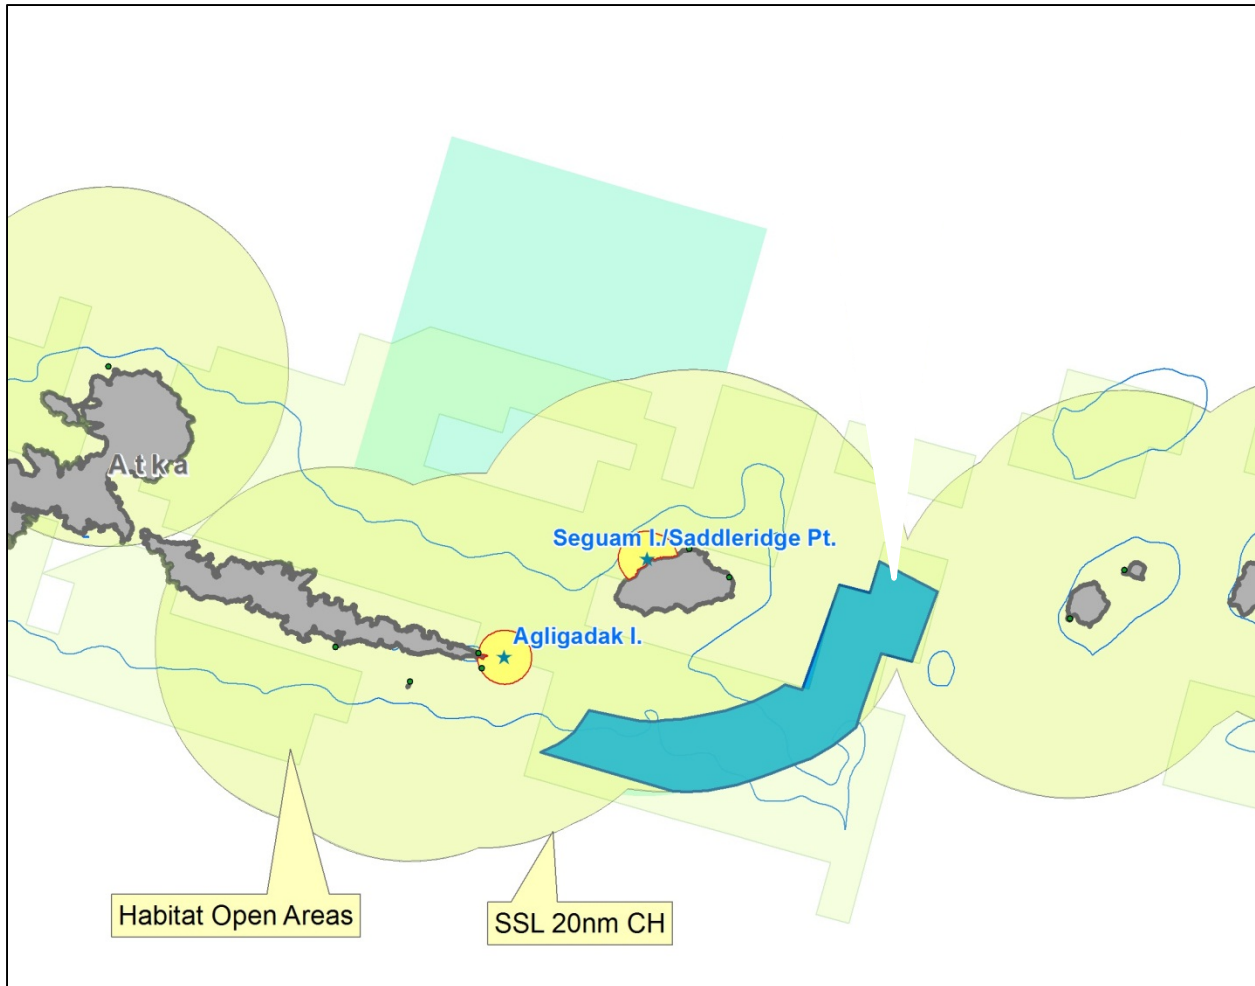 Atka
Seguam I./Saddleridge Pt.
Agligadak I.
Habitat Open Areas
SSL 20nm CH